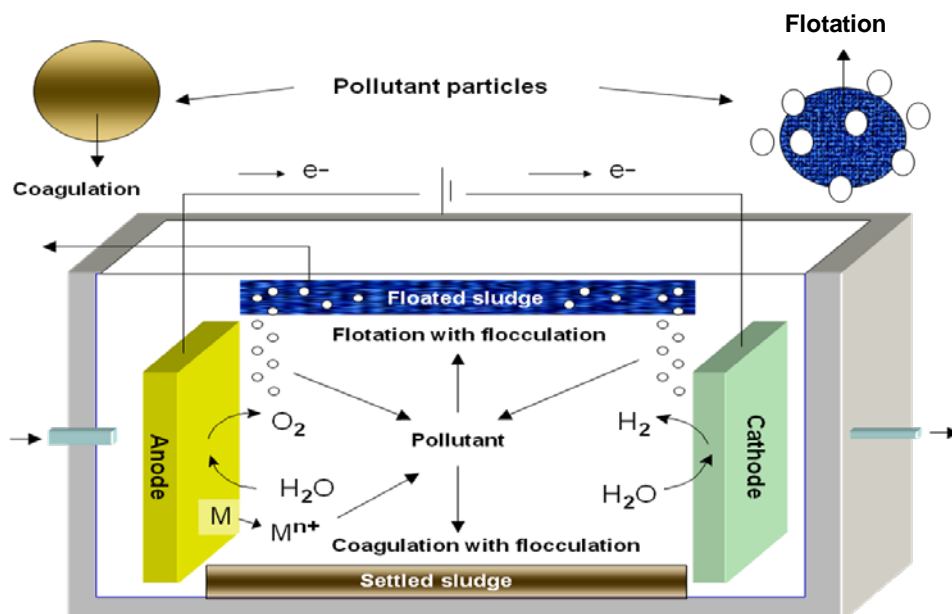 Flotation
Pollutant particles
Coagulation
e– e–
Floated sludge
Flotation with flocculation
O₂
H₂
Pollutant
Anode
Cathode
H₂O
H₂O
M
Mⁿ⁺
Coagulation with flocculation
Settled sludge